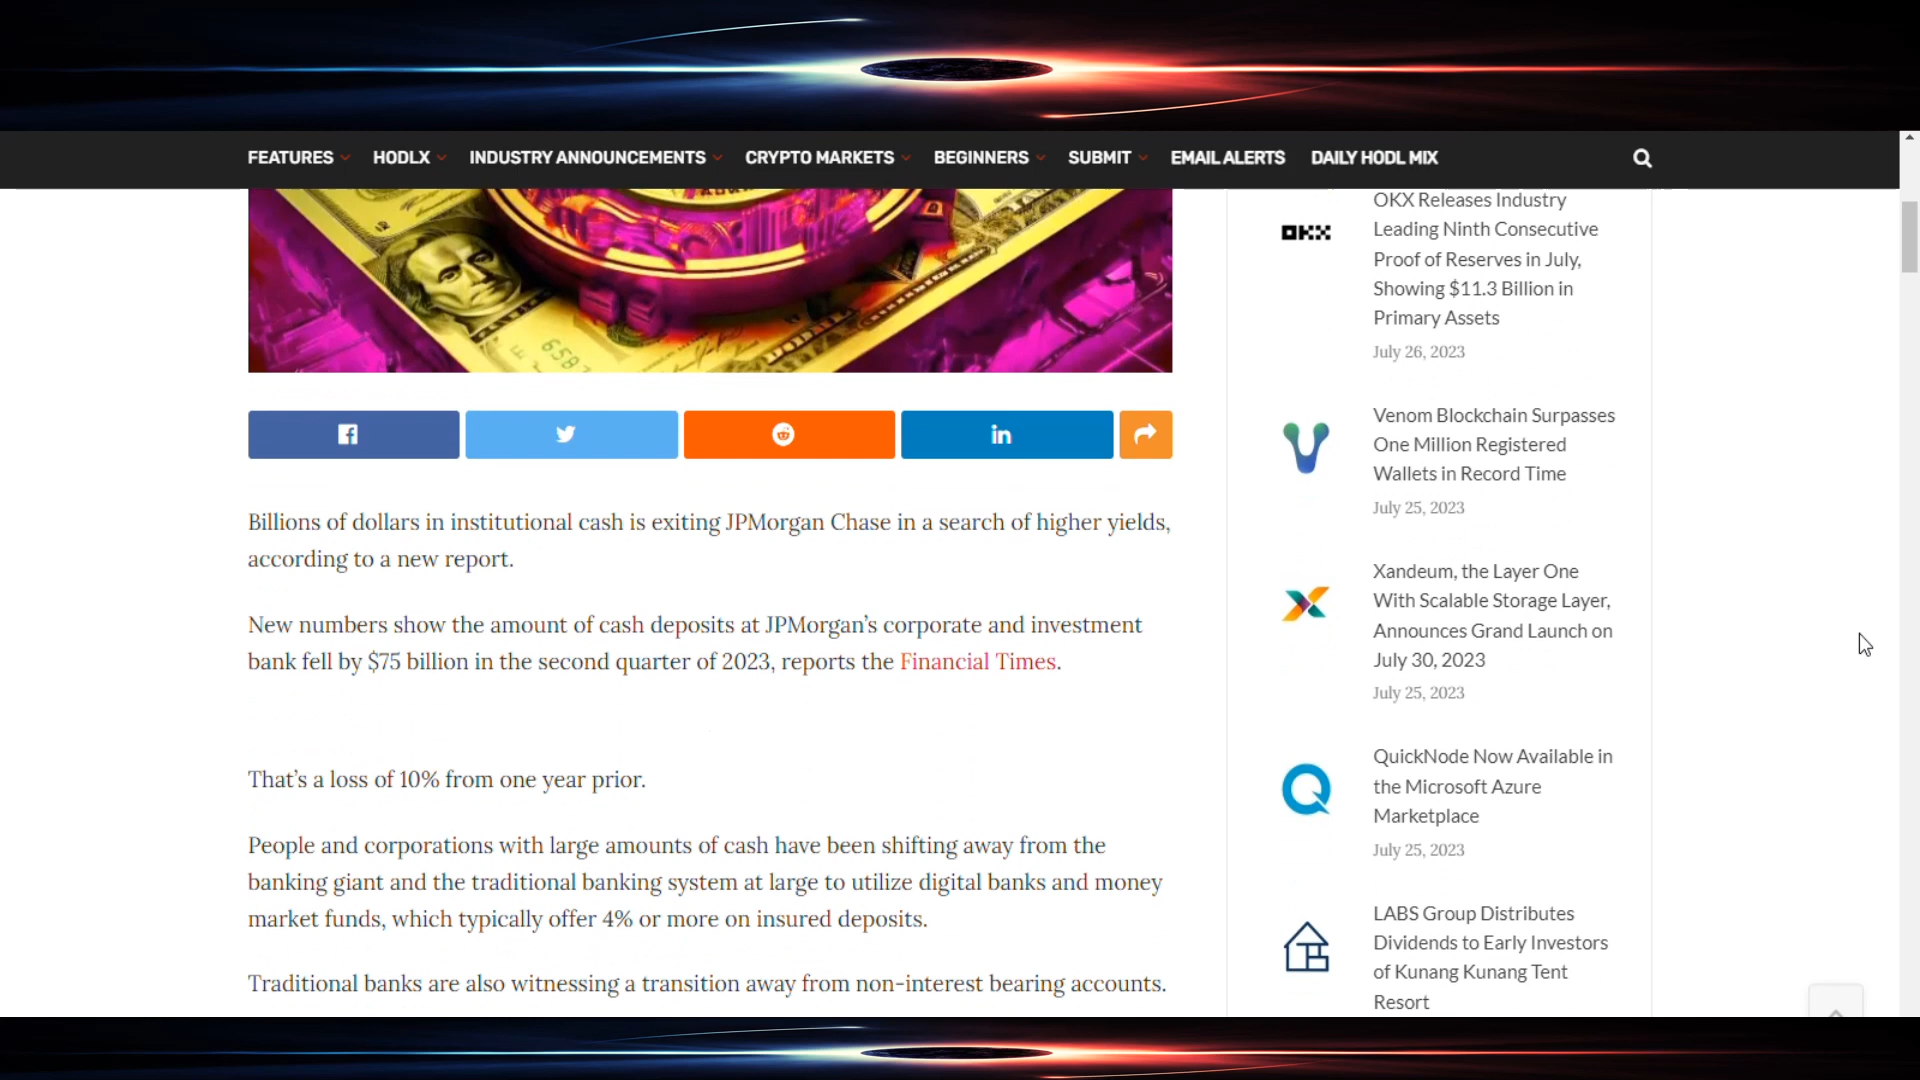 FEATURES HODLX INDUSTRY ANNOUNCEMENTS CRYPTO MARKETS BEGINNERS SUBMIT EMAIL ALERTS DAILY HODL MIX
6587
Billions of dollars in institutional cash is exiting JPMorgan Chase in a search of higher yields,
according to a new report.
New numbers show the amount of cash deposits at JPMorgan’s corporate and investment
bank fell by $75 billion in the second quarter of 2023, reports the Financial Times.
That’s a loss of 10% from one year prior.
People and corporations with large amounts of cash have been shifting away from the
banking giant and the traditional banking system at large to utilize digital banks and money
market funds, which typically offer 4% or more on insured deposits.
Traditional banks are also witnessing a transition away from non-interest bearing accounts.
OKX
OKX Releases Industry
Leading Ninth Consecutive
Proof of Reserves in July,
Showing $11.3 Billion in
Primary Assets
July 26, 2023
Venom Blockchain Surpasses
One Million Registered
Wallets in Record Time
July 25, 2023
Xandeum, the Layer One
With Scalable Storage Layer,
Announces Grand Launch on
July 30, 2023
July 25, 2023
QuickNode Now Available in
the Microsoft Azure
Marketplace
July 25, 2023
LABS Group Distributes
Dividends to Early Investors
of Kunang Kunang Tent
Resort